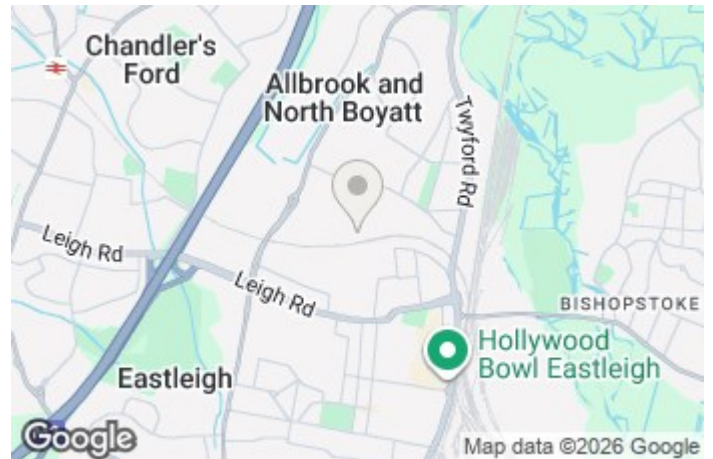 Chandler's
Ford
Allbrook and
North Boyatt
Twyford Rd
Leigh Rd
Leigh Rd
BISHOPSTOKE
Hollywood
Bowl Eastleigh
Eastleigh
Google
Map data ©2026 Google